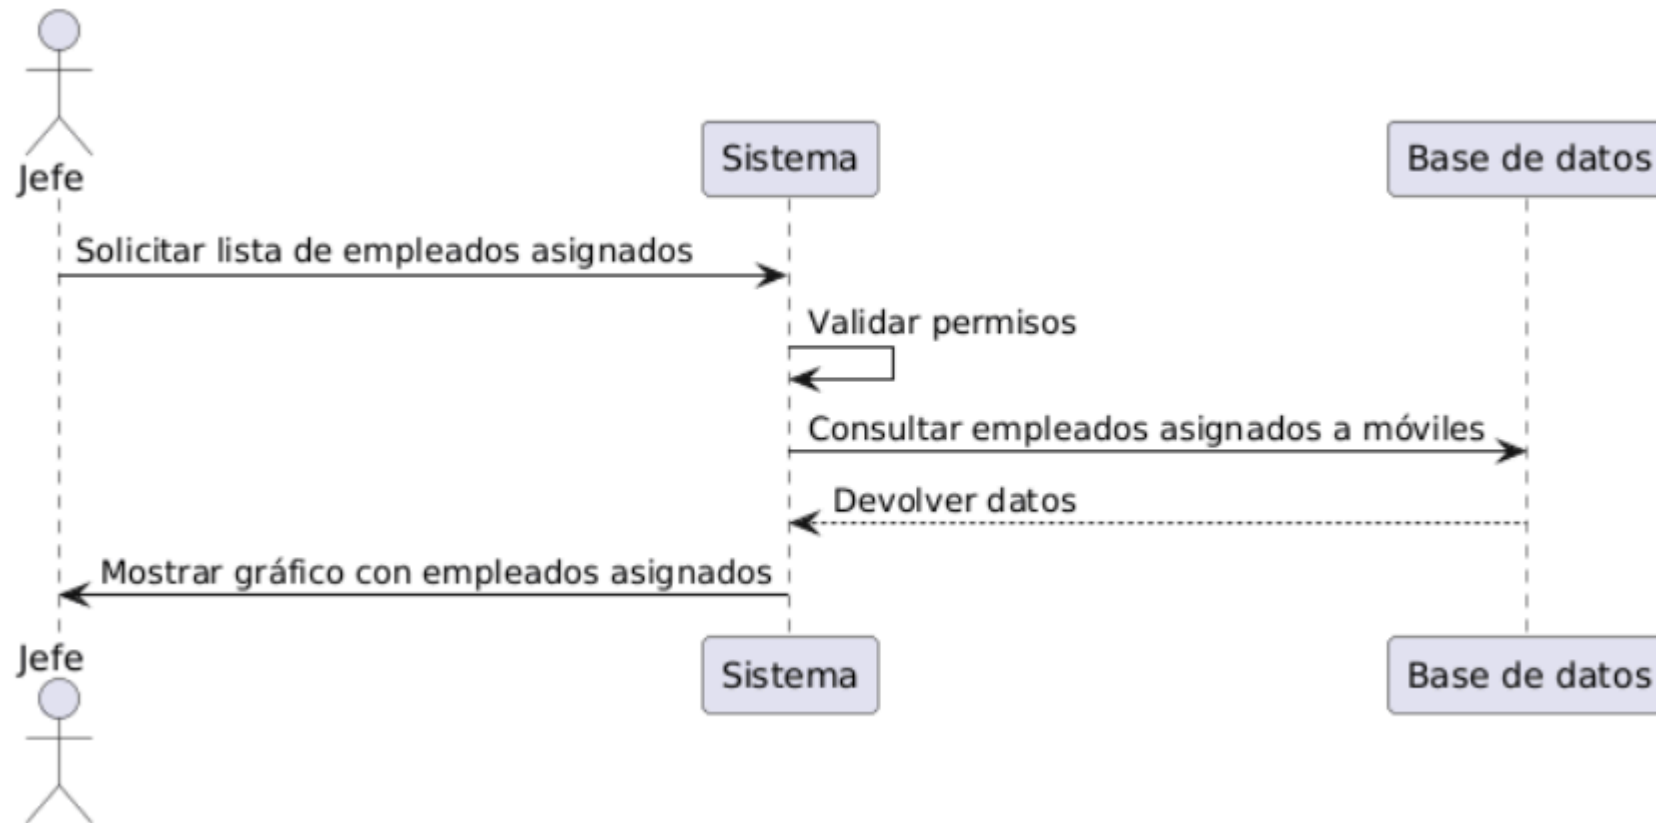 Jefe
Sistema
Base de datos
Solicitar lista de empleados asignados
Validar permisos
Consultar empleados asignados a móviles
Devolver datos
Mostrar gráfico con empleados asignados
Jefe
Sistema
Base de datos